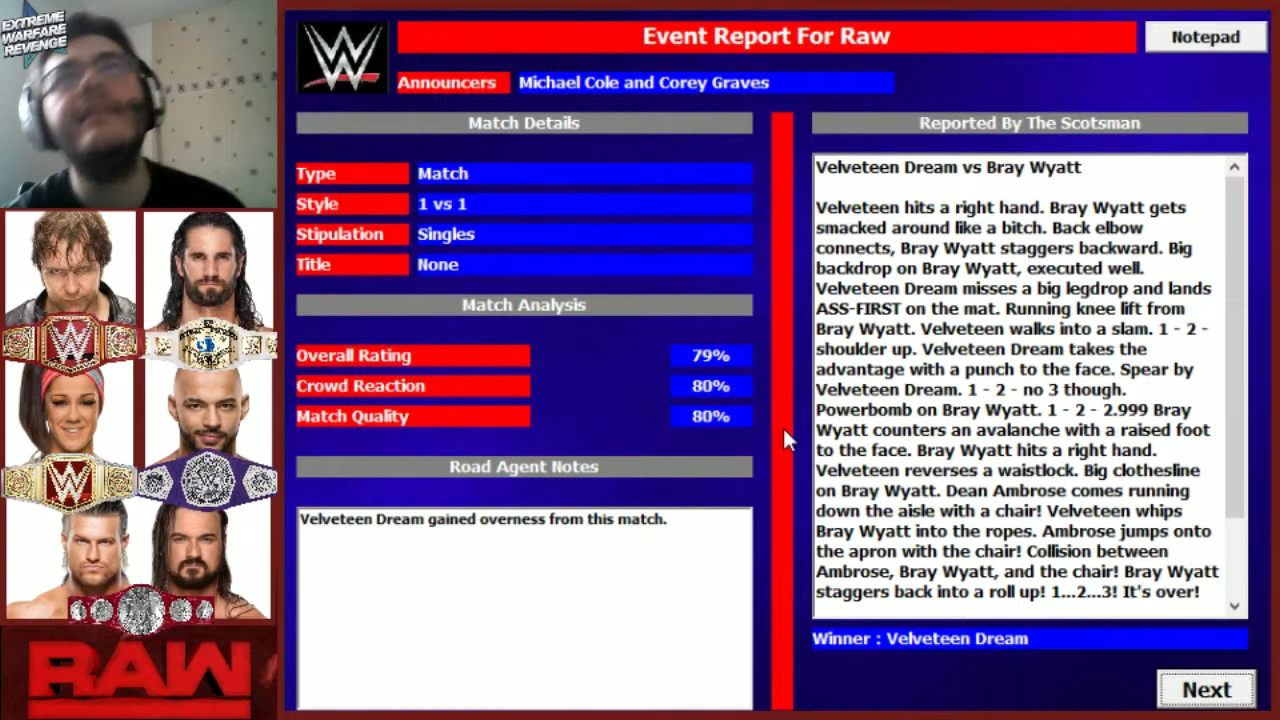 EXTREME
WARFARE
REVENGE
Event Report For Raw
Notepad
Announcers
Michael Cole and Corey Graves
Match Details
Type
Match
Style
1 vs 1
Stipulation
Singles
Title
None
Match Analysis
Overall Rating
79%
Crowd Reaction
80%
Match Quality
80%
Road Agent Notes
Velveteen Dream gained overness from this match.
Reported By The Scotsman
Velveteen Dream vs Bray Wyatt
Velveteen hits a right hand. Bray Wyatt gets
smacked around like a bitch. Back elbow
connects, Bray Wyatt staggers backward. Big
backdrop on Bray Wyatt, executed well.
Velveteen Dream misses a big legdrop and lands
ASS-FIRST on the mat. Running knee lift from
Bray Wyatt. Velveteen walks into a slam. 1 - 2 -
shoulder up. Velveteen Dream takes the
advantage with a punch to the face. Spear by
Velveteen Dream. 1 - 2 - no 3 though.
Powerbomb on Bray Wyatt. 1 - 2 - 2.999 Bray
Wyatt counters an avalanche with a raised foot
to the face. Bray Wyatt hits a right hand.
Velveteen reverses a waistlock. Big clothesline
on Bray Wyatt. Dean Ambrose comes running
down the aisle with a chair! Velveteen whips
Bray Wyatt into the ropes. Ambrose jumps onto
the apron with the chair! Collision between
Ambrose, Bray Wyatt, and the chair! Bray Wyatt
staggers back into a roll up! 1...2...3! It's over!
Winner : Velveteen Dream
Next
RAW